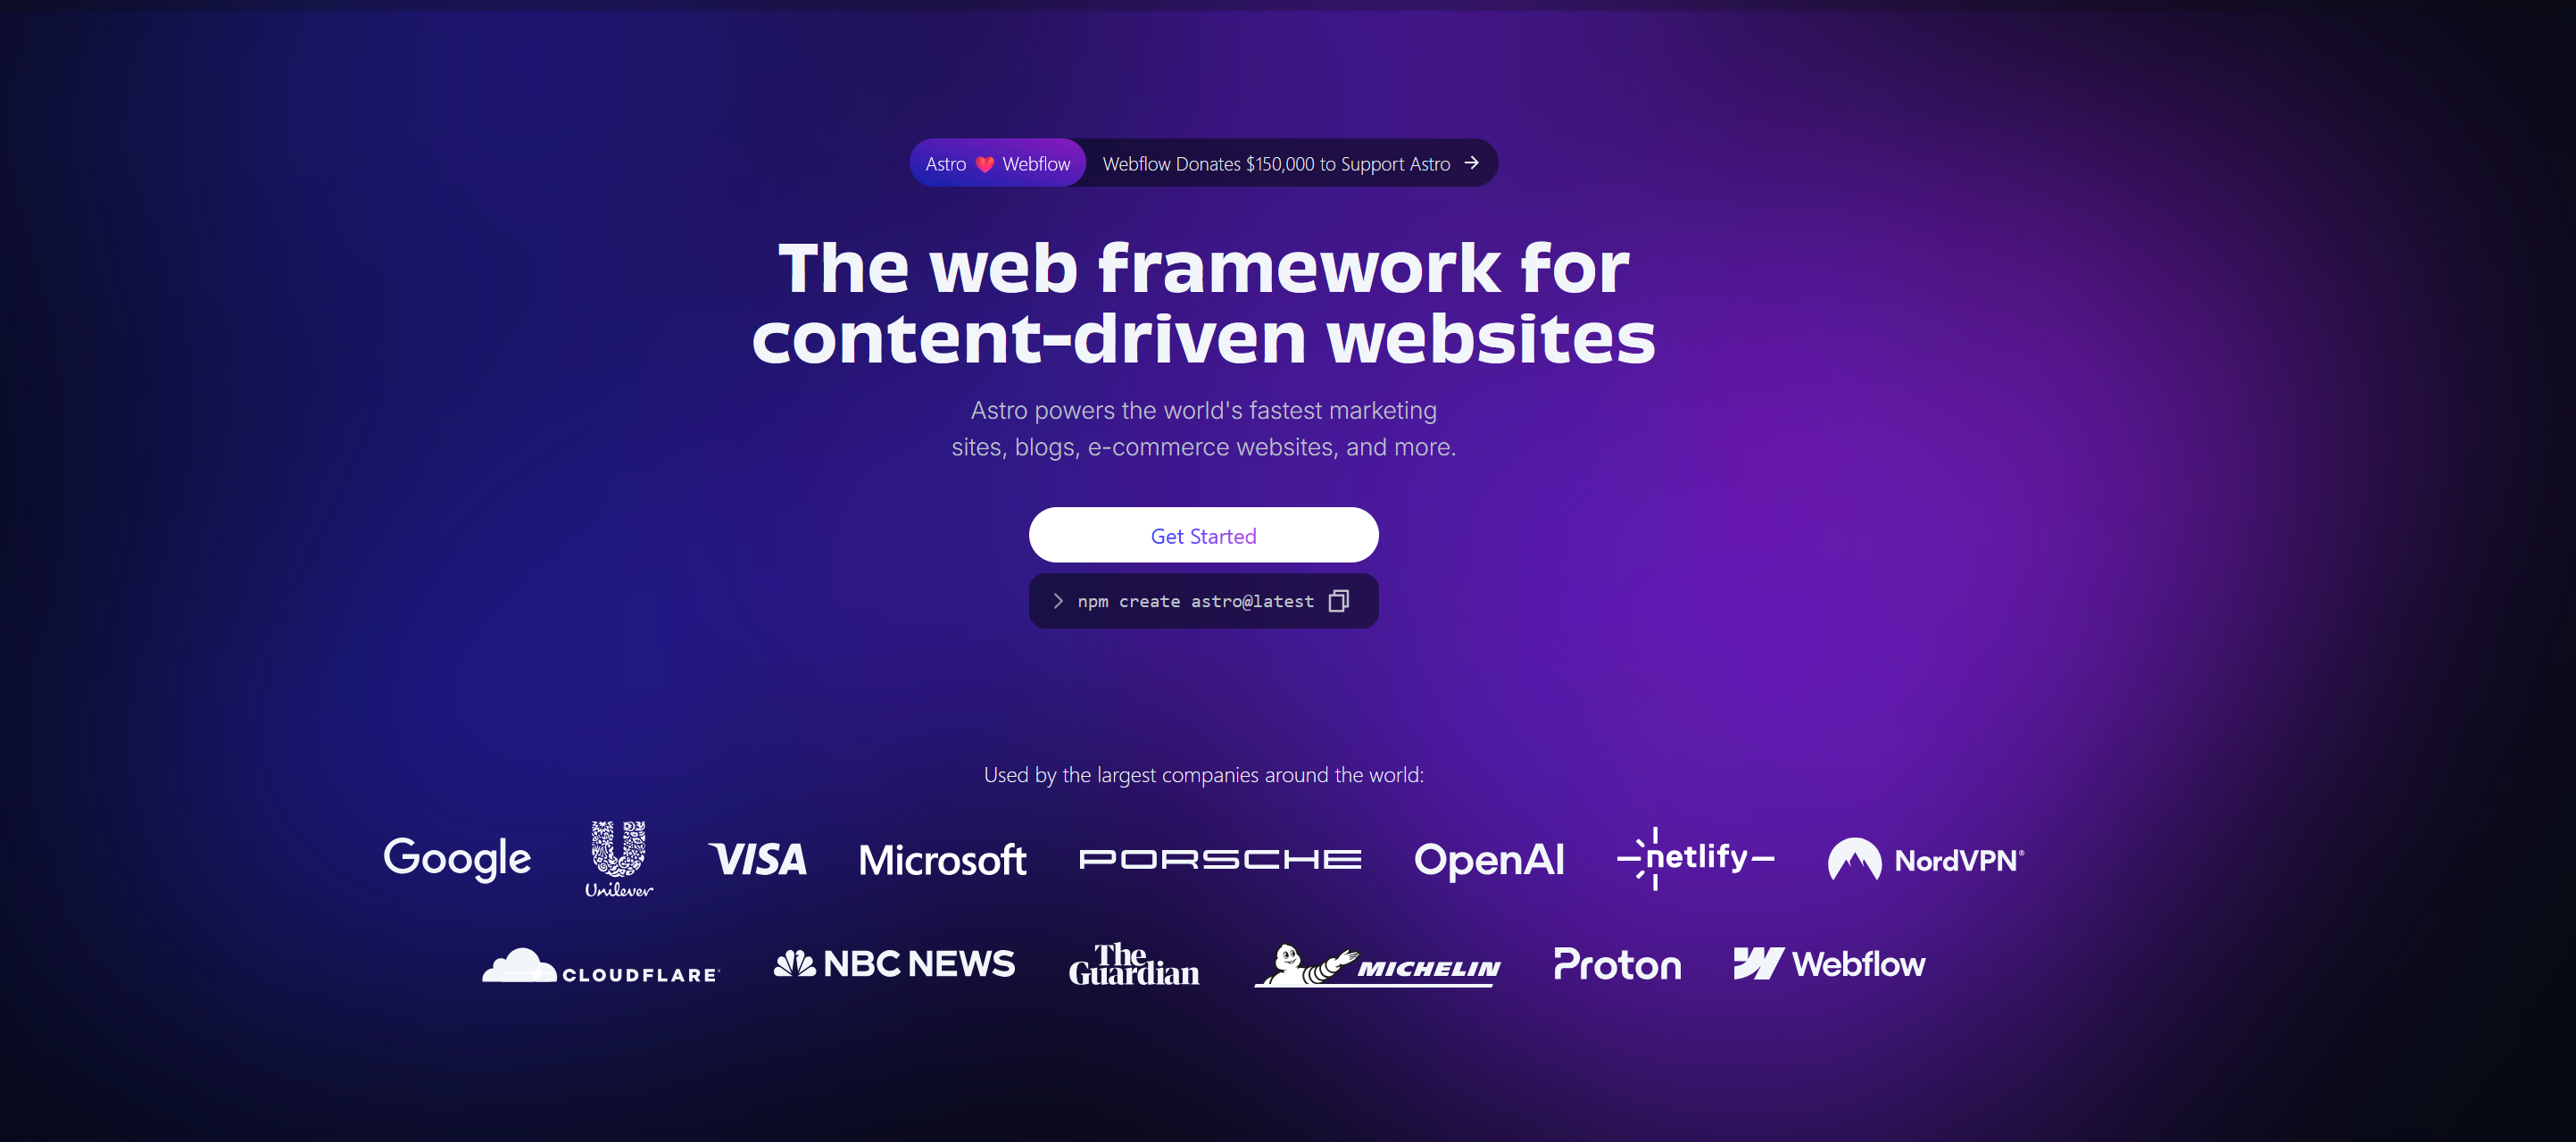 Astro ❤️ Webflow Webflow Donates $150,000 to Support Astro →
The web framework for
content-driven websites
Astro powers the world's fastest marketing
sites, blogs, e-commerce websites, and more.
Get Started
> npm create astro@latest
Used by the largest companies around the world:
Google Unilever VISA Microsoft PORSCHE OpenAI netlify NordVPN®
CLOUDFLARE NBC NEWS The Guardian MICHELIN Proton Webflow